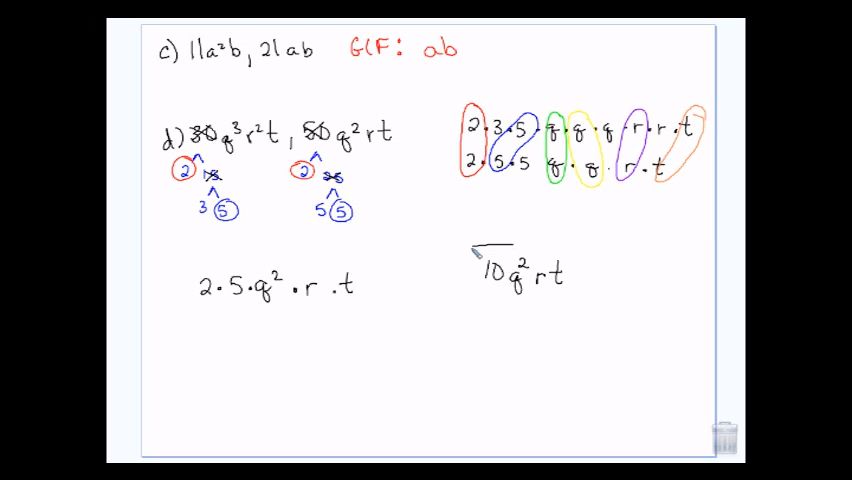 c) 11a²b, 21ab GCF: ab
d) 30q³r²t, 50q²rt
2 15 2 25
3 5 5 5
2·3·5·q·q·q·r·r·t
2·5·5 q·q·r·t
2·5·q²·r·t
10q²rt